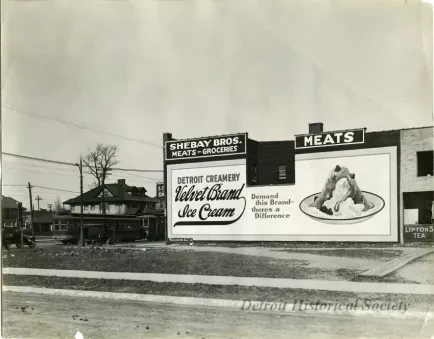 SHEBAY BROS.
MEATS - GROCERIES
MEATS
DETROIT CREAMERY
Velvet Brand
Ice Cream
Demand
this Brand-
theres a
Difference
LIPTON'S
TEA
Detroit Historical Society